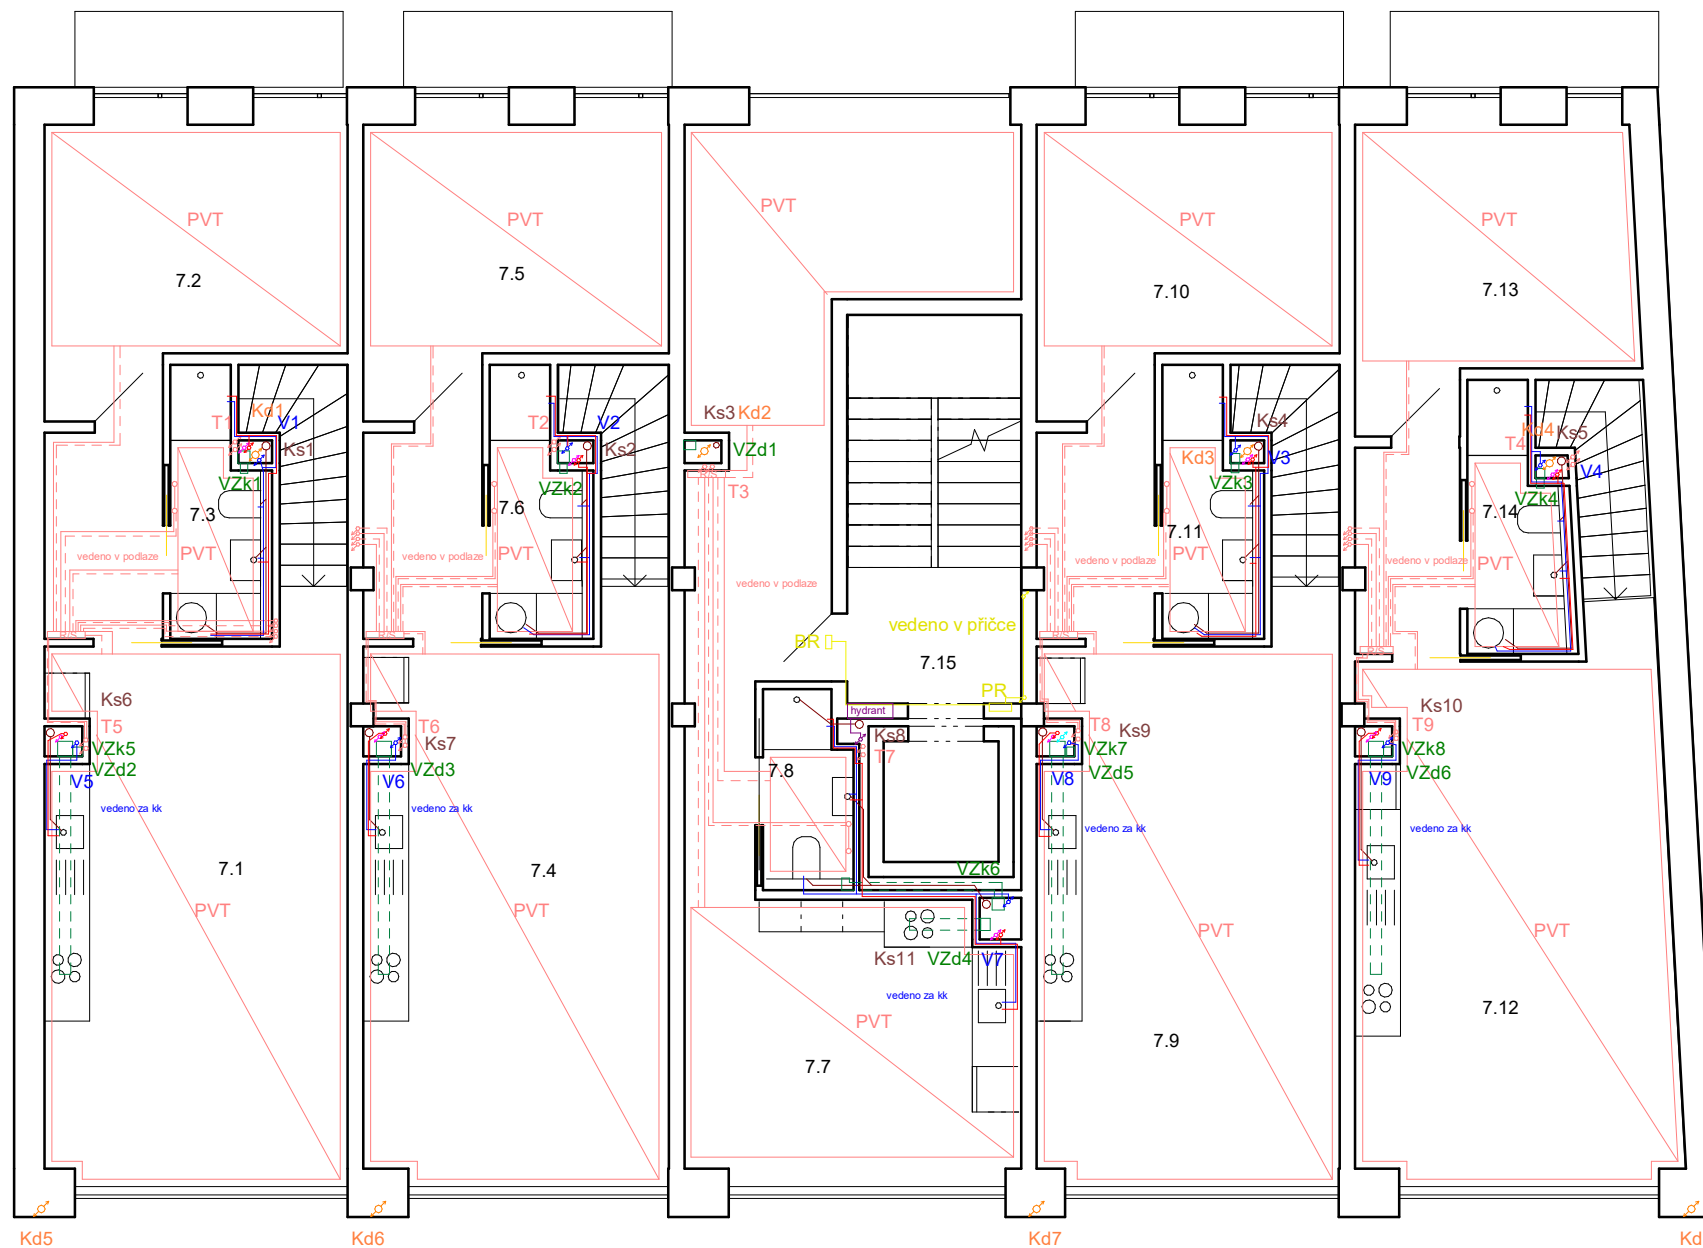 PVT
PVT
PVT
PVT
PVT
7.2
7.5
7.10
7.13
Kd1
T1
V1
Ks1
VZk1
7.3
vedeno v podlaze
PVT
R/S
T2
V2
Ks2
VZk2
7.6
vedeno v podlaze
PVT
R/S
Ks3
Kd2
VZd1
R/S
T3
vedeno v podlaze
Ks4
Kd3
V3
VZk3
7.11
vedeno v podlaze
PVT
R/S
Kd4
Ks5
T4
V4
VZk4
7.14
vedeno v podlaze
PVT
R/S
vedeno v příčce
BR
7.15
PR
hydrant
Ks8
T7
7.8
Ks6
T5
VZk5
VZd2
V5
vedeno za kk
7.1
PVT
T6
Ks7
VZd3
V6
vedeno za kk
7.4
PVT
VZk6
Ks11
VZd4
V7
vedeno za kk
PVT
7.7
T8
Ks9
VZk7
VZd5
V8
vedeno za kk
PVT
7.9
Ks10
T9
VZk8
VZd6
V9
vedeno za kk
PVT
7.12
Kd5
Kd6
Kd7
Kd